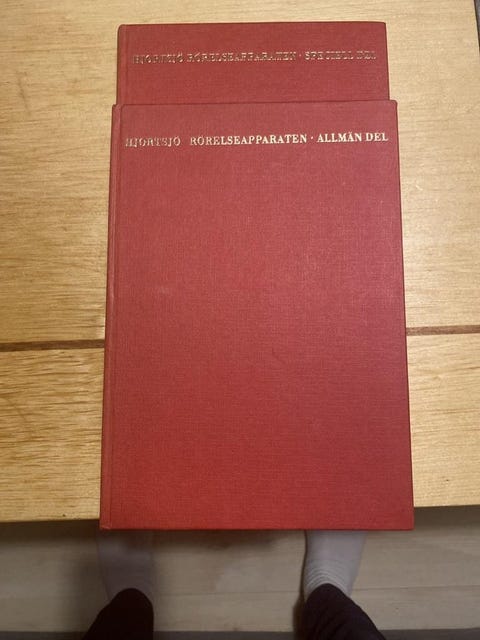 HJORTSJÖ RÖRELSEAPPARATEN · SPECIELL DEL
HJORTSJÖ RÖRELSEAPPARATEN · ALLMÄN DEL